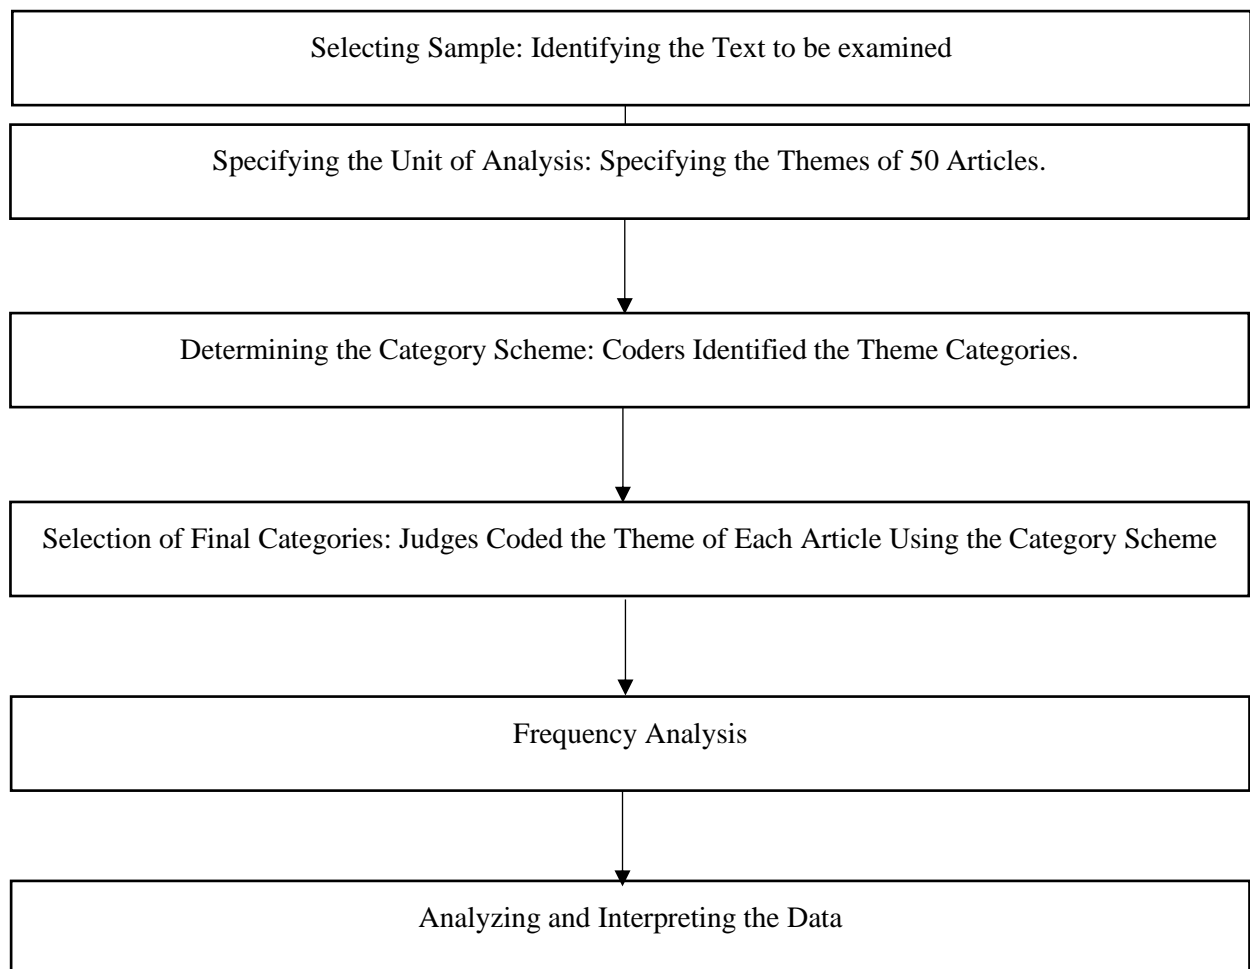 Selecting Sample: Identifying the Text to be examined
Specifying the Unit of Analysis: Specifying the Themes of 50 Articles.
Determining the Category Scheme: Coders Identified the Theme Categories.
Selection of Final Categories: Judges Coded the Theme of Each Article Using the Category Scheme
Frequency Analysis
Analyzing and Interpreting the Data